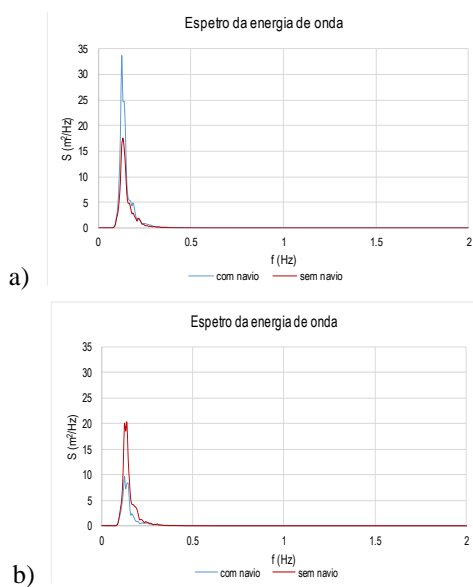 Espetro da energia de onda
35
30
25
20
15
10
5
0
S (m²/Hz)
0 0.5 1 1.5 2
f (Hz)
com navio sem navio
a)
Espetro da energia de onda
35
30
25
20
15
10
5
0
S (m²/Hz)
0 0.5 1 1.5 2
f (Hz)
com navio sem navio
b)